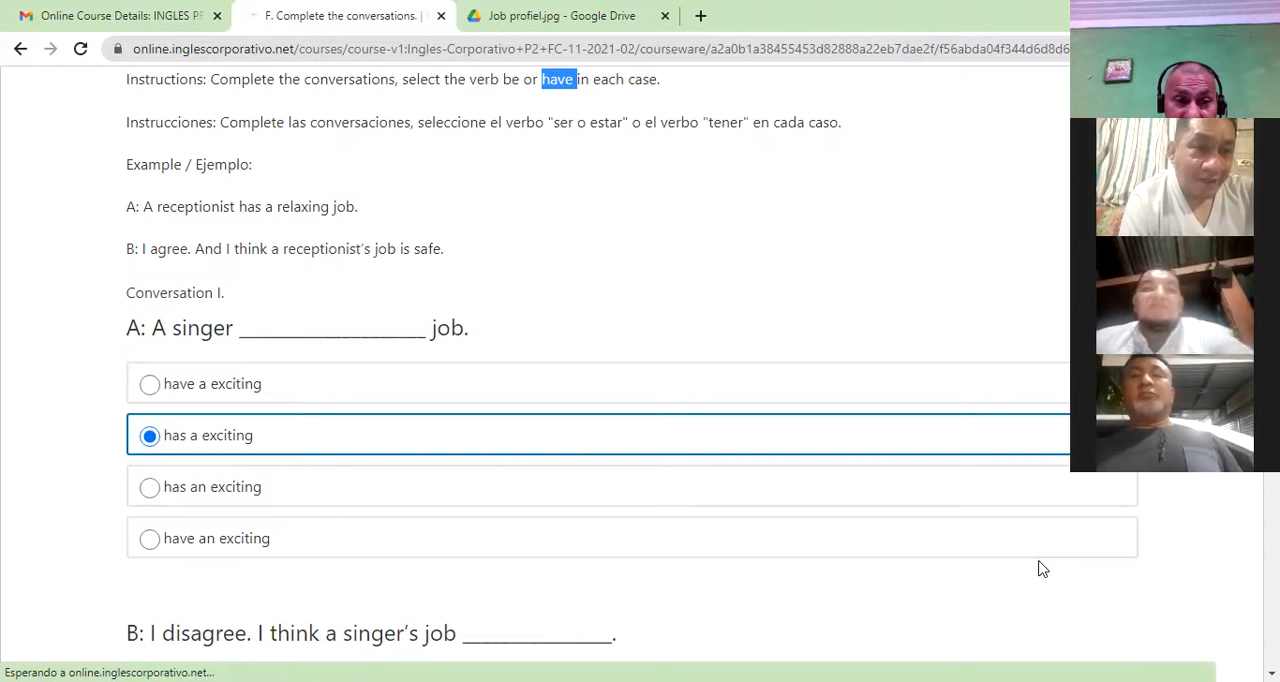 Online Course Details: INGLES PF
F. Complete the conversations. |
Job profiel.jpg - Google Drive
online.inglescorporativo.net/courses/course-v1:Ingles-Corporativo+P2+FC-11-2021-02/courseware/a2a0b1a38455453d82888a22eb7dae2f/f56abda04f344d6d8d6
Instructions: Complete the conversations, select the verb be or have in each case.
Instrucciones: Complete las conversaciones, seleccione el verbo "ser o estar" o el verbo "tener" en cada caso.
Example / Ejemplo:
A: A receptionist has a relaxing job.
B: I agree. And I think a receptionist's job is safe.
Conversation I.
A: A singer ___________________ job.
have a exciting
has a exciting
has an exciting
have an exciting
B: I disagree. I think a singer's job _______________.
Esperando a online.inglescorporativo.net...